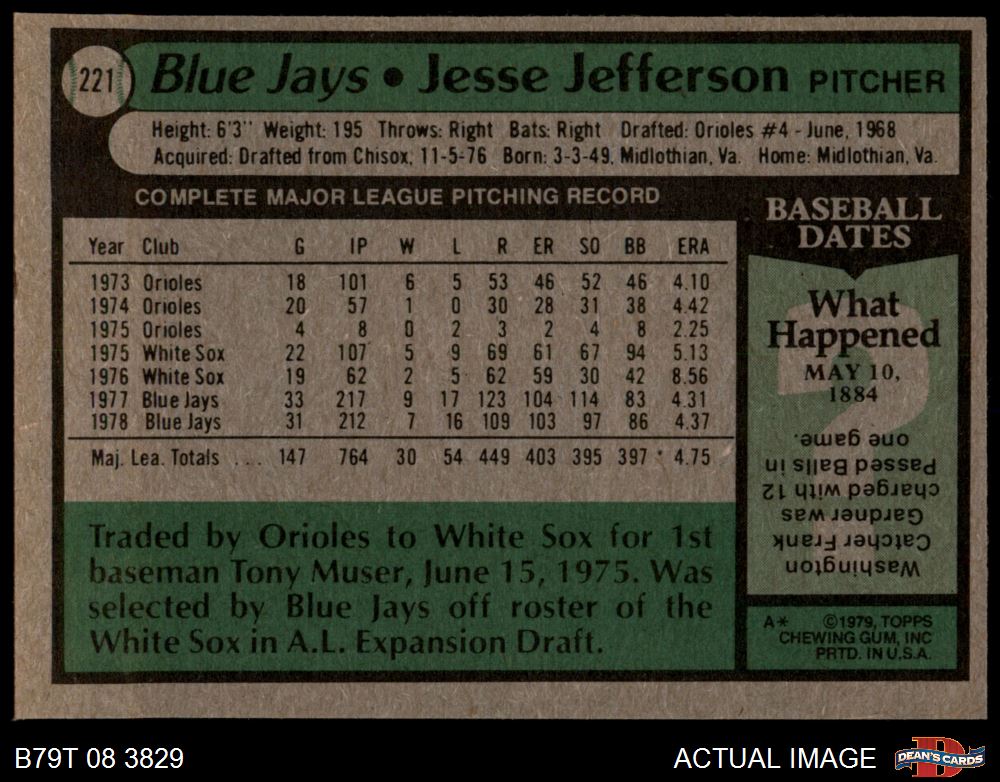 221
Blue Jays • Jesse Jefferson PITCHER
Height: 6'3" Weight: 195 Throws: Right Bats: Right Drafted: Orioles #4 - June, 1968
Acquired: Drafted from Chisox, 11-5-76 Born: 3-3-49, Midlothian, Va. Home: Midlothian, Va.
COMPLETE MAJOR LEAGUE PITCHING RECORD
Year Club G IP W L R ER SO BB ERA
1973 Orioles 18 101 6 5 53 46 52 46 4.10
1974 Orioles 20 57 1 0 30 28 31 38 4.42
1975 Orioles 4 8 0 2 3 2 4 8 2.25
1975 White Sox 22 107 5 9 69 61 67 94 5.13
1976 White Sox 19 62 2 5 62 59 30 42 8.56
1977 Blue Jays 33 217 9 17 123 104 114 83 4.31
1978 Blue Jays 31 212 7 16 109 103 97 86 4.37
Maj. Lea. Totals ... 147 764 30 54 449 403 395 397 4.75
Traded by Orioles to White Sox for 1st
baseman Tony Muser, June 15, 1975. Was
selected by Blue Jays off roster of the
White Sox in A.L. Expansion Draft.
BASEBALL
DATES
What
Happened
MAY 10,
1884
Washington
Catcher Frank
Gardner was
charged with 12
Passed Balls in
one game.
A* ©1979, TOPPS
CHEWING GUM, INC
PRTD. IN U.S.A.
B79T 08 3829
ACTUAL IMAGE
D
DEAN'S CARDS